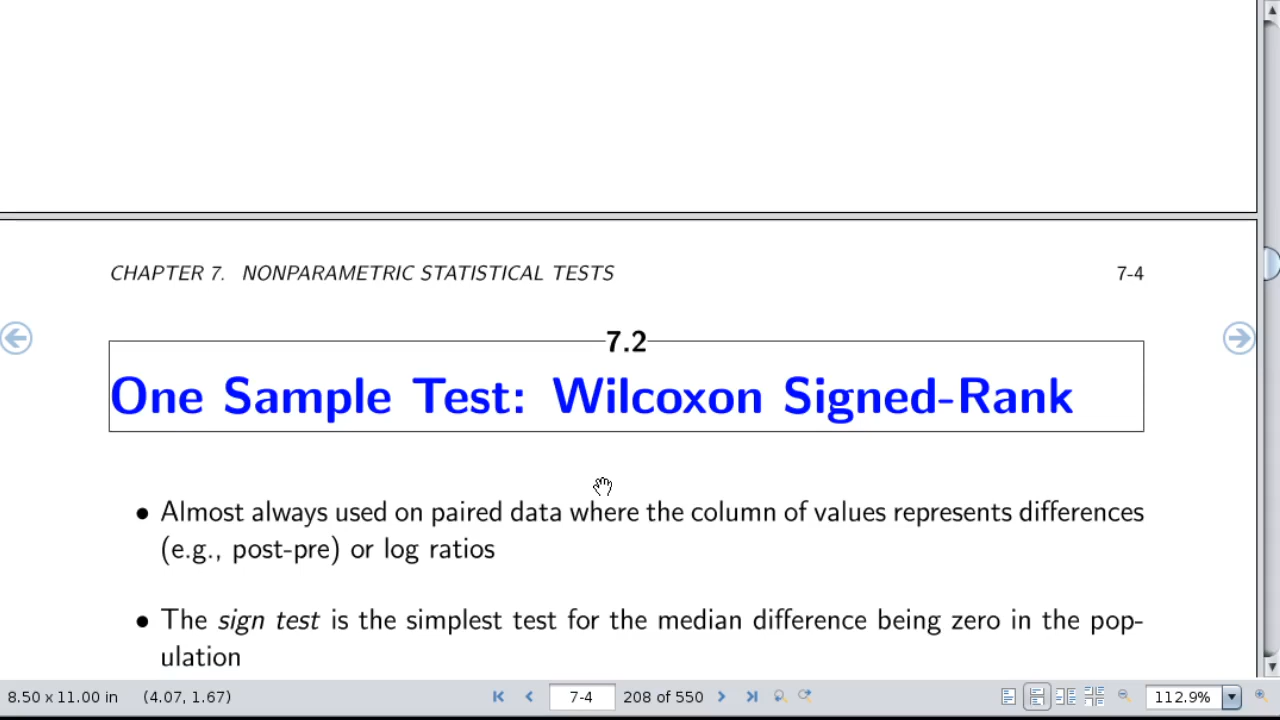 CHAPTER 7. NONPARAMETRIC STATISTICAL TESTS 7-4
7.2
One Sample Test: Wilcoxon Signed-Rank
• Almost always used on paired data where the column of values represents differences
(e.g., post-pre) or log ratios
• The sign test is the simplest test for the median difference being zero in the pop-
ulation
8.50 x 11.00 in (4.07, 1.67) 7-4 208 of 550 112.9%